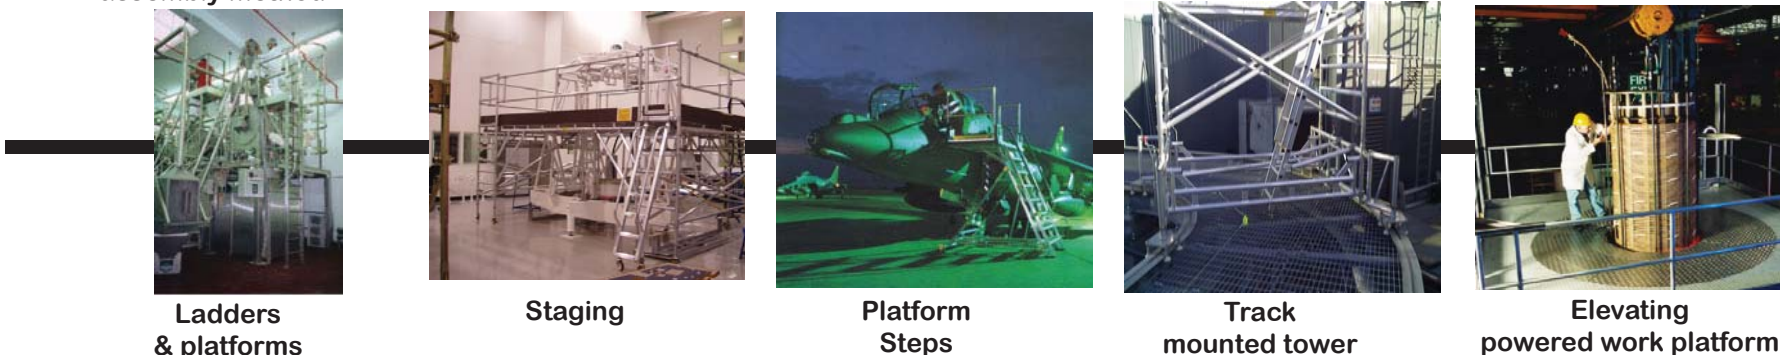 Ladders
& platforms
Staging
Platform
Steps
Track
mounted tower
Elevating
powered work platform